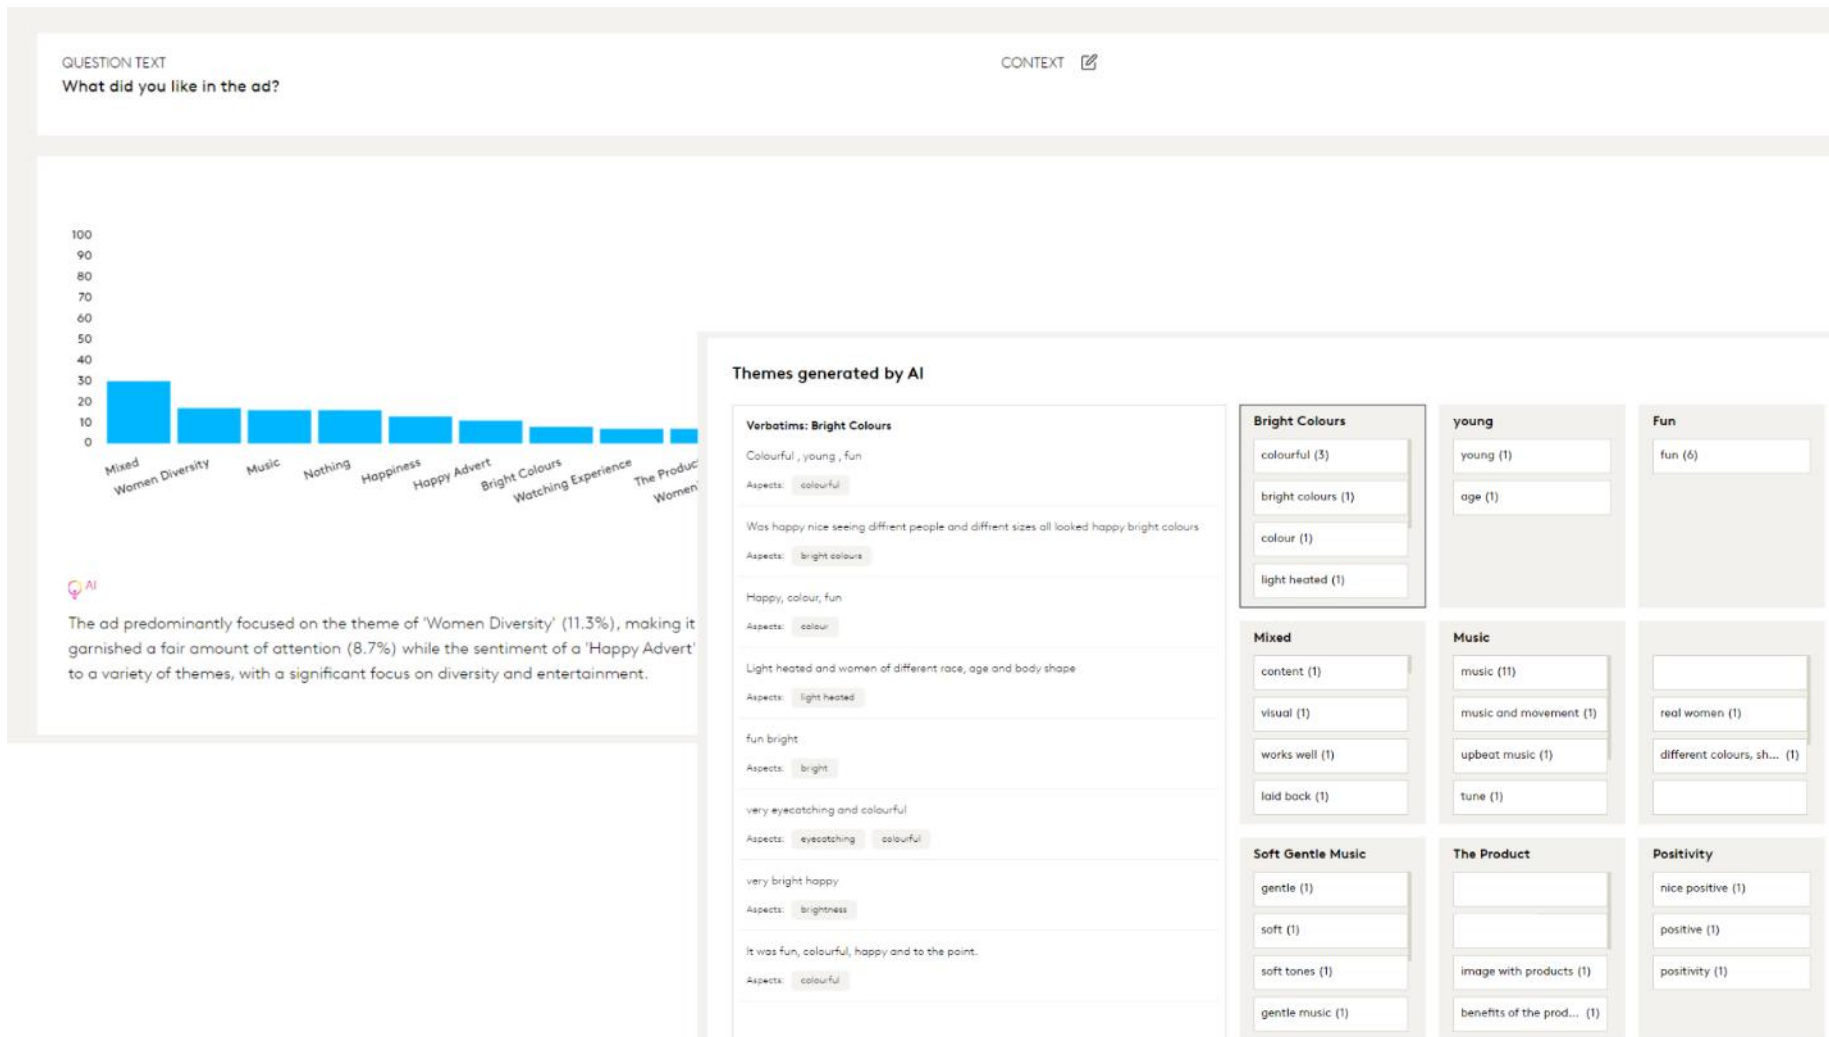 QUESTION TEXT
What did you like in the ad?
CONTEXT
100
90
80
70
60
50
40
30
20
10
0
Mixed
Women Diversity
Music
Nothing
Happiness
Happy Advert
Bright Colours
Watching Experience
The Produc
Women'
AI
The ad predominantly focused on the theme of 'Women Diversity' (11.3%), making it
garnished a fair amount of attention (8.7%) while the sentiment of a 'Happy Advert'
to a variety of themes, with a significant focus on diversity and entertainment.
Themes generated by AI
Verbatims: Bright Colours
Colourful , young , fun
Aspects: colourful
Was happy nice seeing diffrent people and diffrent sizes all looked happy bright colours
Aspects: bright colours
Happy, colour, fun
Aspects: colour
Light heated and women of different race, age and body shape
Aspects: light heated
fun bright
Aspects: bright
very eyecatching and colourful
Aspects: eyecatching colourful
very bright happy
Aspects: brightness
It was fun, colourful, happy and to the point.
Aspects: colourful
Bright Colours
colourful (3)
bright colours (1)
colour (1)
light heated (1)
young
young (1)
age (1)
Fun
fun (6)
Mixed
content (1)
visual (1)
works well (1)
laid back (1)
Music
music (11)
music and movement (1)
upbeat music (1)
tune (1)
real women (1)
different colours, sh... (1)
Soft Gentle Music
gentle (1)
soft (1)
soft tones (1)
gentle music (1)
The Product
image with products (1)
benefits of the prod... (1)
Positivity
nice positive (1)
positive (1)
positivity (1)